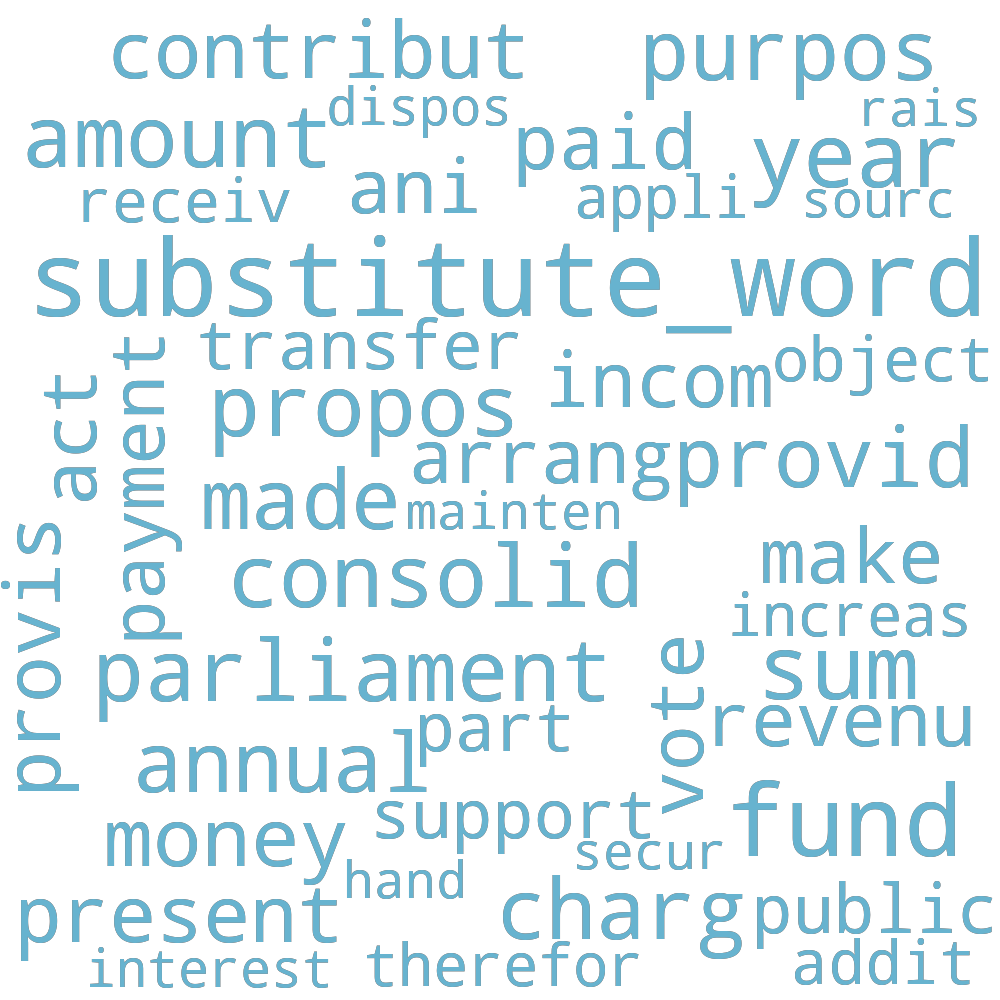 contribut purpos
dispos rais
amount paid year
receiv ani appli sourc
substitute_word
transfer object
act payment propos incom
arrang provid
made mainten
provis consolid make
increas
parliament vote sum
part revenu
annual
money support fund
secur
hand
present charg public
interest therefor addit